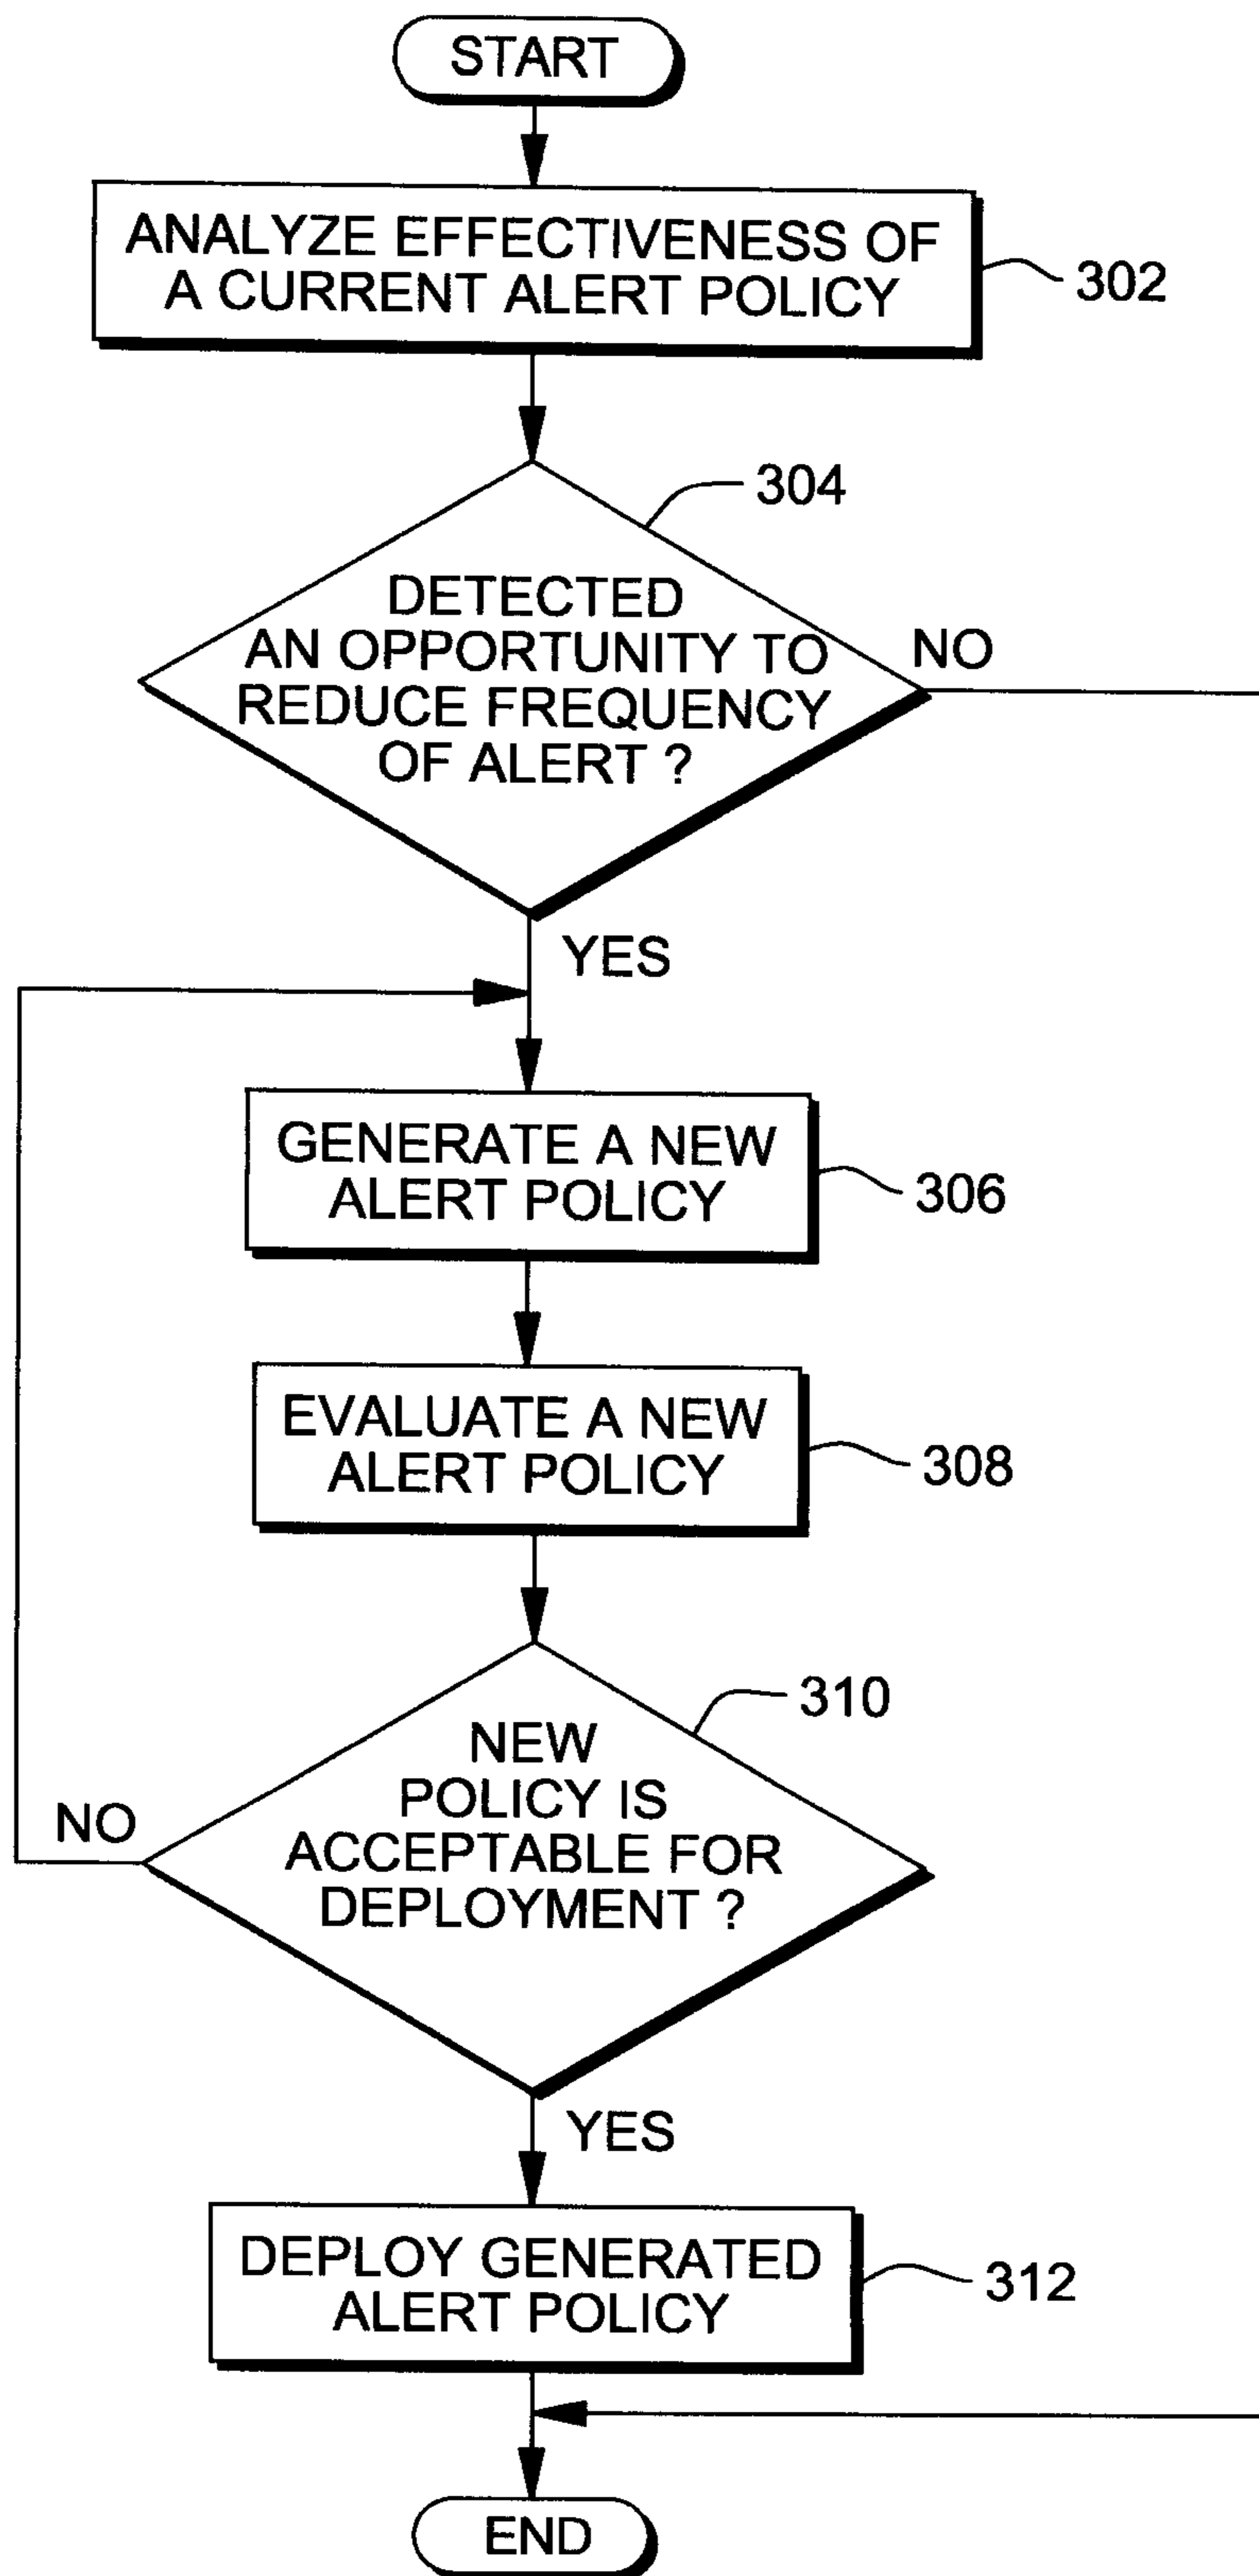 START
ANALYZE EFFECTIVENESS OF
A CURRENT ALERT POLICY
302
304
DETECTED
AN OPPORTUNITY TO
REDUCE FREQUENCY
OF ALERT ?
NO
YES
GENERATE A NEW
ALERT POLICY
306
EVALUATE A NEW
ALERT POLICY
308
310
NEW
POLICY IS
ACCEPTABLE FOR
DEPLOYMENT ?
NO
YES
DEPLOY GENERATED
ALERT POLICY
312
END